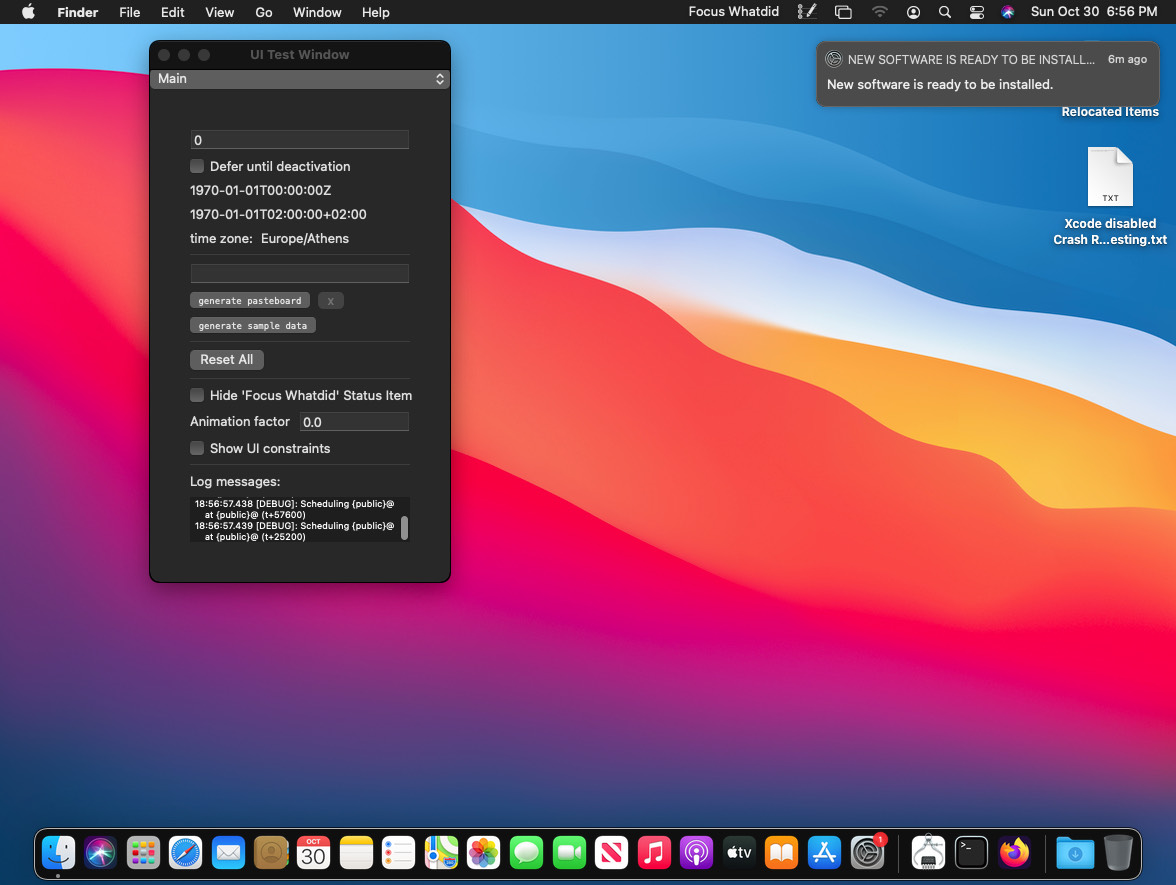 Finder File Edit View Go Window Help Focus Whatdid Sun Oct 30 6:56 PM
UI Test Window
Main
0
Defer until deactivation
1970-01-01T00:00:00Z
1970-01-01T02:00:00+02:00
time zone: Europe/Athens
generate pasteboard x
generate sample data
Reset All
Hide 'Focus Whatdid' Status Item
Animation factor 0.0
Show UI constraints
Log messages:
18:56:57.438 [DEBUG]: Scheduling {public}@
at {public}@ (t+57600)
18:56:57.439 [DEBUG]: Scheduling {public}@
at {public}@ (t+25200)
NEW SOFTWARE IS READY TO BE INSTALL... 6m ago
New software is ready to be installed.
Relocated Items
TXT
Xcode disabled
Crash R...esting.txt
OCT
30
tv
1
>_